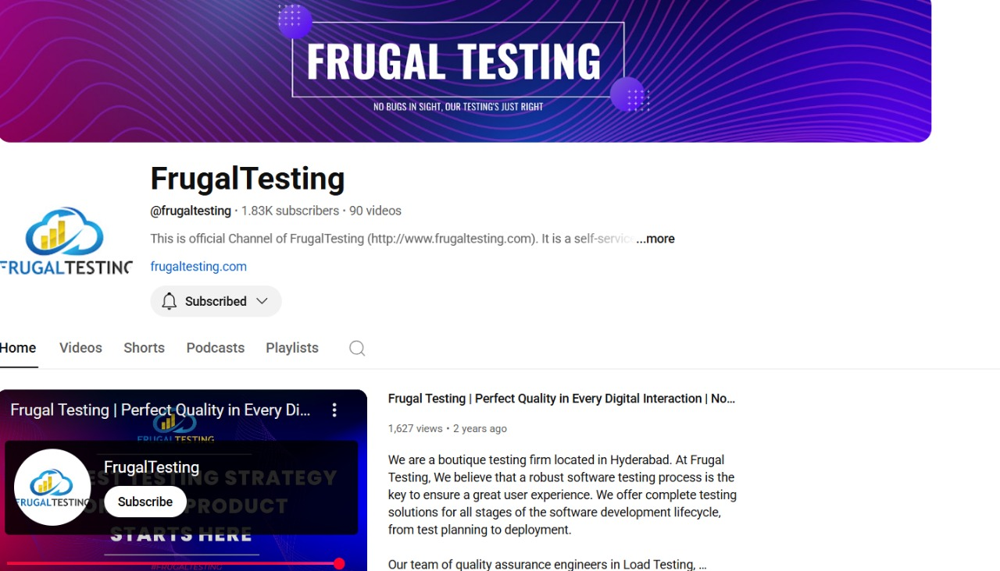 FRUGAL TESTING
NO BUGS IN SIGHT, OUR TESTING'S JUST RIGHT
FrugalTesting
@frugaltesting · 1.83K subscribers · 90 videos
This is official Channel of FrugalTesting (http://www.frugaltesting.com). It is a self-service ...more
frugaltesting.com
FRUGALTESTING
Subscribed
Home Videos Shorts Podcasts Playlists
Frugal Testing | Perfect Quality in Every Di...
FRUGALTESTING
FrugalTesting
Subscribe
FRUGALTESTING
TESTING STRATEGY
PRODUCT
STARTS HERE
#FRUGALTESTING
Frugal Testing | Perfect Quality in Every Digital Interaction | No...
1,627 views • 2 years ago
We are a boutique testing firm located in Hyderabad. At Frugal
Testing, We believe that a robust software testing process is the
key to ensure a great user experience. We offer complete testing
solutions for all stages of the software development lifecycle,
from test planning to deployment.
Our team of quality assurance engineers in Load Testing, ...